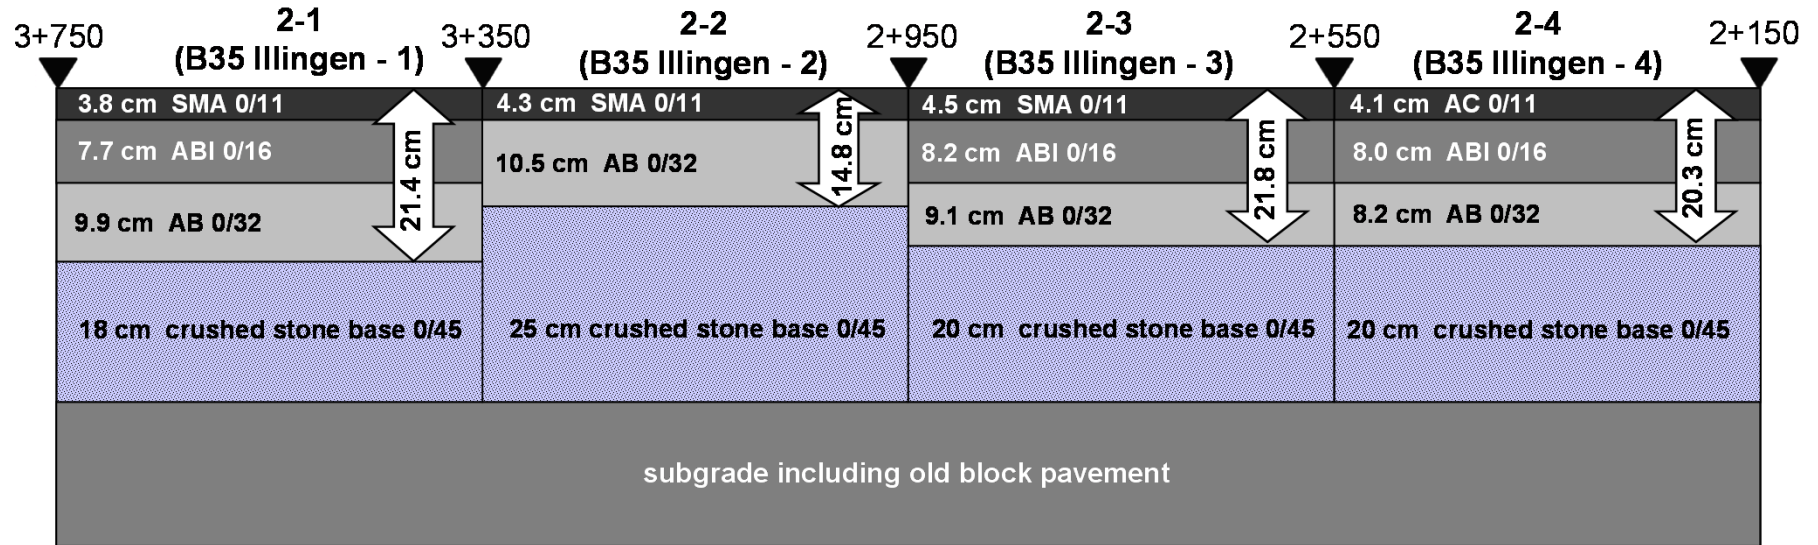 2-1
2-2
2-3
2-4
3+750
3+350
2+950
2+550
2+150
(B35 Illingen - 1)
(B35 Illingen - 2)
(B35 Illingen - 3)
(B35 Illingen - 4)
3.8 cm SMA 0/11
4.3 cm SMA 0/11
4.5 cm SMA 0/11
4.1 cm AC 0/11
7.7 cm ABI 0/16
10.5 cm AB 0/32
8.2 cm ABI 0/16
8.0 cm ABI 0/16
21.4 cm
14.8 cm
21.8 cm
20.3 cm
9.9 cm AB 0/32
9.1 cm AB 0/32
8.2 cm AB 0/32
18 cm crushed stone base 0/45
25 cm crushed stone base 0/45
20 cm crushed stone base 0/45
20 cm crushed stone base 0/45
subgrade including old block pavement